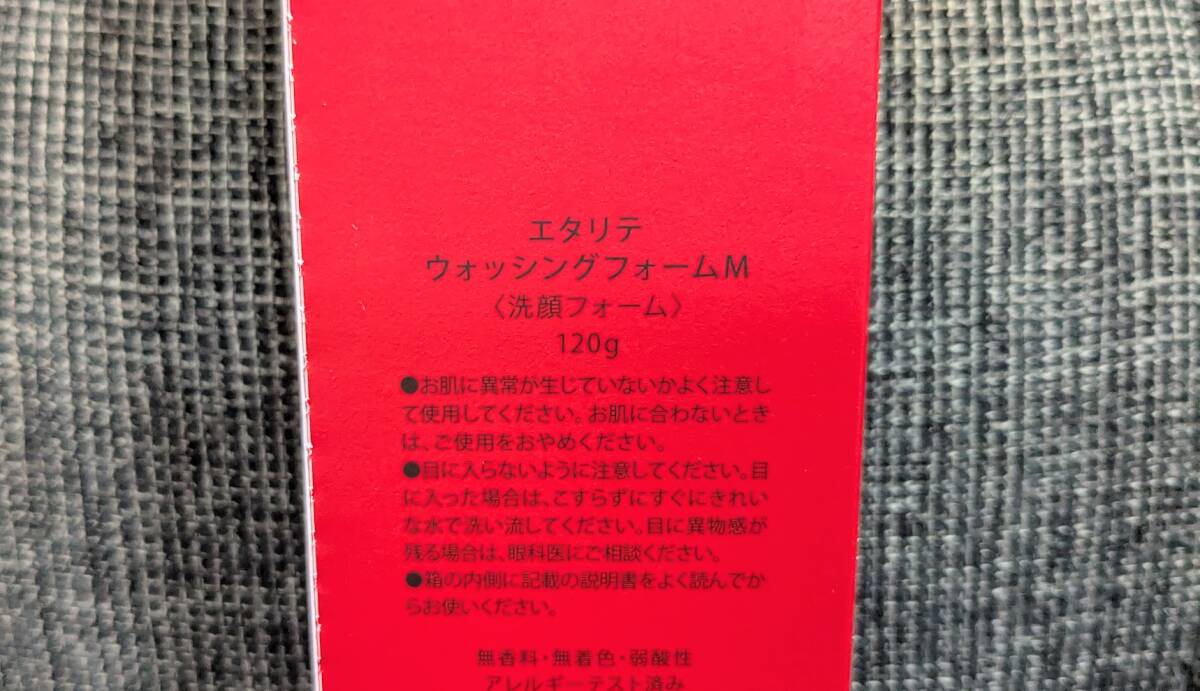 エタリテ
ウォッシングフォームM
〈洗顔フォーム〉
120g
●お肌に異常が生じていないかよく注意し
て使用してください。お肌に合わないとき
は、ご使用をおやめください。
●目に入らないように注意してください。目
に入った場合は、こすらずにすぐにきれい
な水で洗い流してください。目に異物感が
残る場合は、眼科医にご相談ください。
●箱の内側に記載の説明書をよく読んでか
らお使いください。
無香料・無着色・弱酸性
アレルギーテスト済み